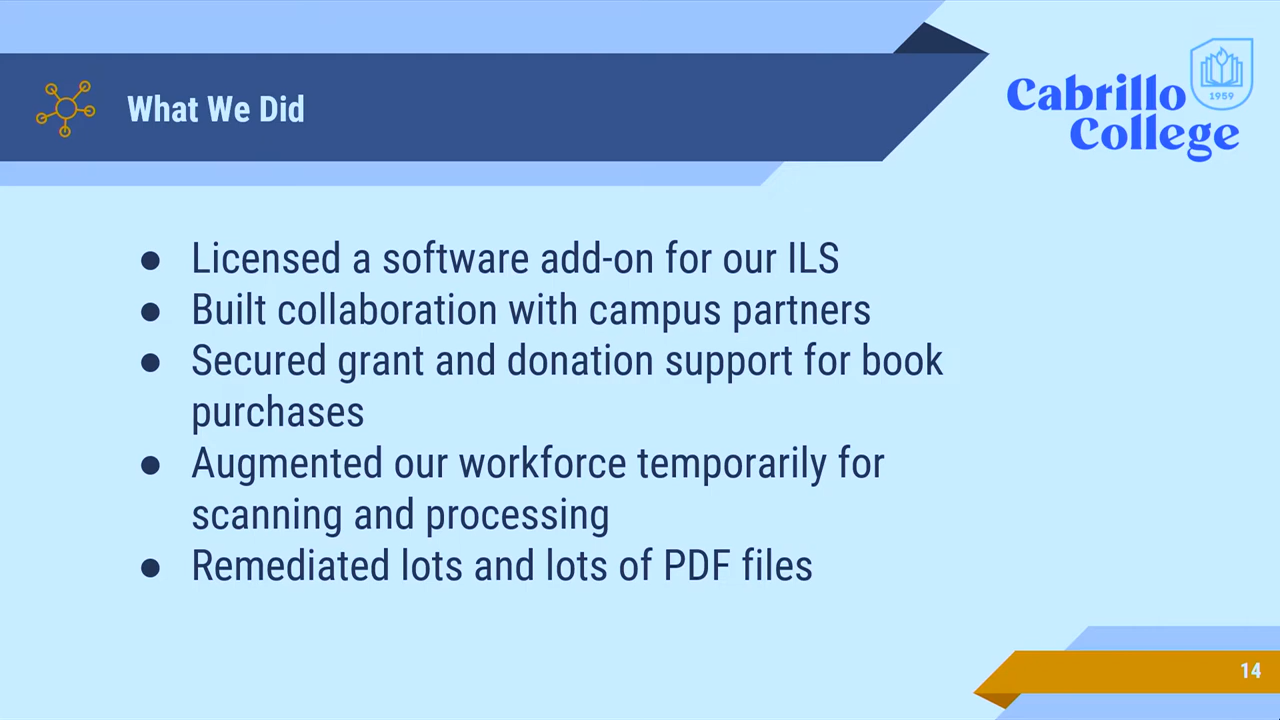 What We Did
Cabrillo
College
1959
● Licensed a software add-on for our ILS
● Built collaboration with campus partners
● Secured grant and donation support for book
purchases
● Augmented our workforce temporarily for
scanning and processing
● Remediated lots and lots of PDF files
14